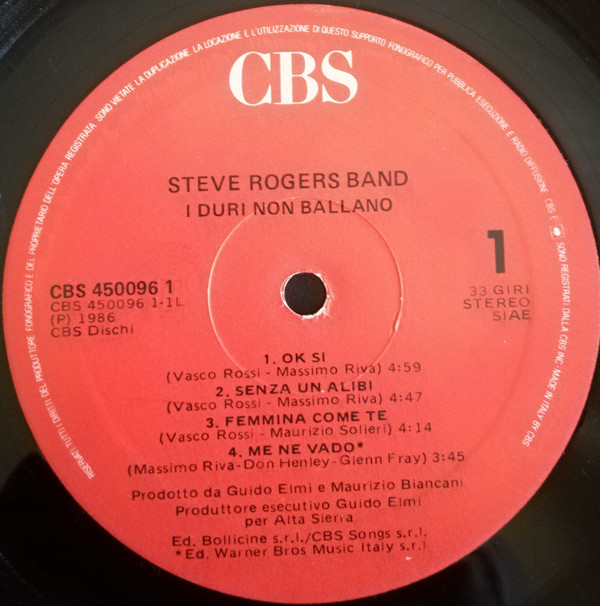 RISERVATI TUTTI I DIRITTI DEL PRODUTTORE FONOGRAFICO E DEL PROPRIETARIO DELL'OPERA REGISTRATA. SONO VIETATE LA DUPLICAZIONE, LA LOCAZIONE E L'UTILIZZAZIONE DI QUESTO SUPPORTO FONOGRAFICO PER PUBBLICA ESECUZIONE E RADIO DIFFUSIONE. CBS E SONO REGISTRATI DALLA CBS INC. MADE IN ITALY BY CBS
CBS
STEVE ROGERS BAND
I DURI NON BALLANO
1
CBS 450096 1
CBS 450096 1-1L
(P) 1986
CBS Dischi
33 GIRI
STEREO
SIAE
1. OK SI
(Vasco Rossi - Massimo Riva) 4:59
2. SENZA UN ALIBI
(Vasco Rossi - Massimo Riva) 4:47
3. FEMMINA COME TE
(Vasco Rossi - Maurizio Solieri) 4:14
4. ME NE VADO*
(Massimo Riva-Don Henley-Glenn Fray) 3:45
Prodotto da Guido Elmi e Maurizio Biancani
Produttore esecutivo Guido Elmi
per Alta Sierra
Ed. Bollicine s.r.l./CBS Songs s.r.l.
*Ed. Warner Bros Music Italy s.r.l